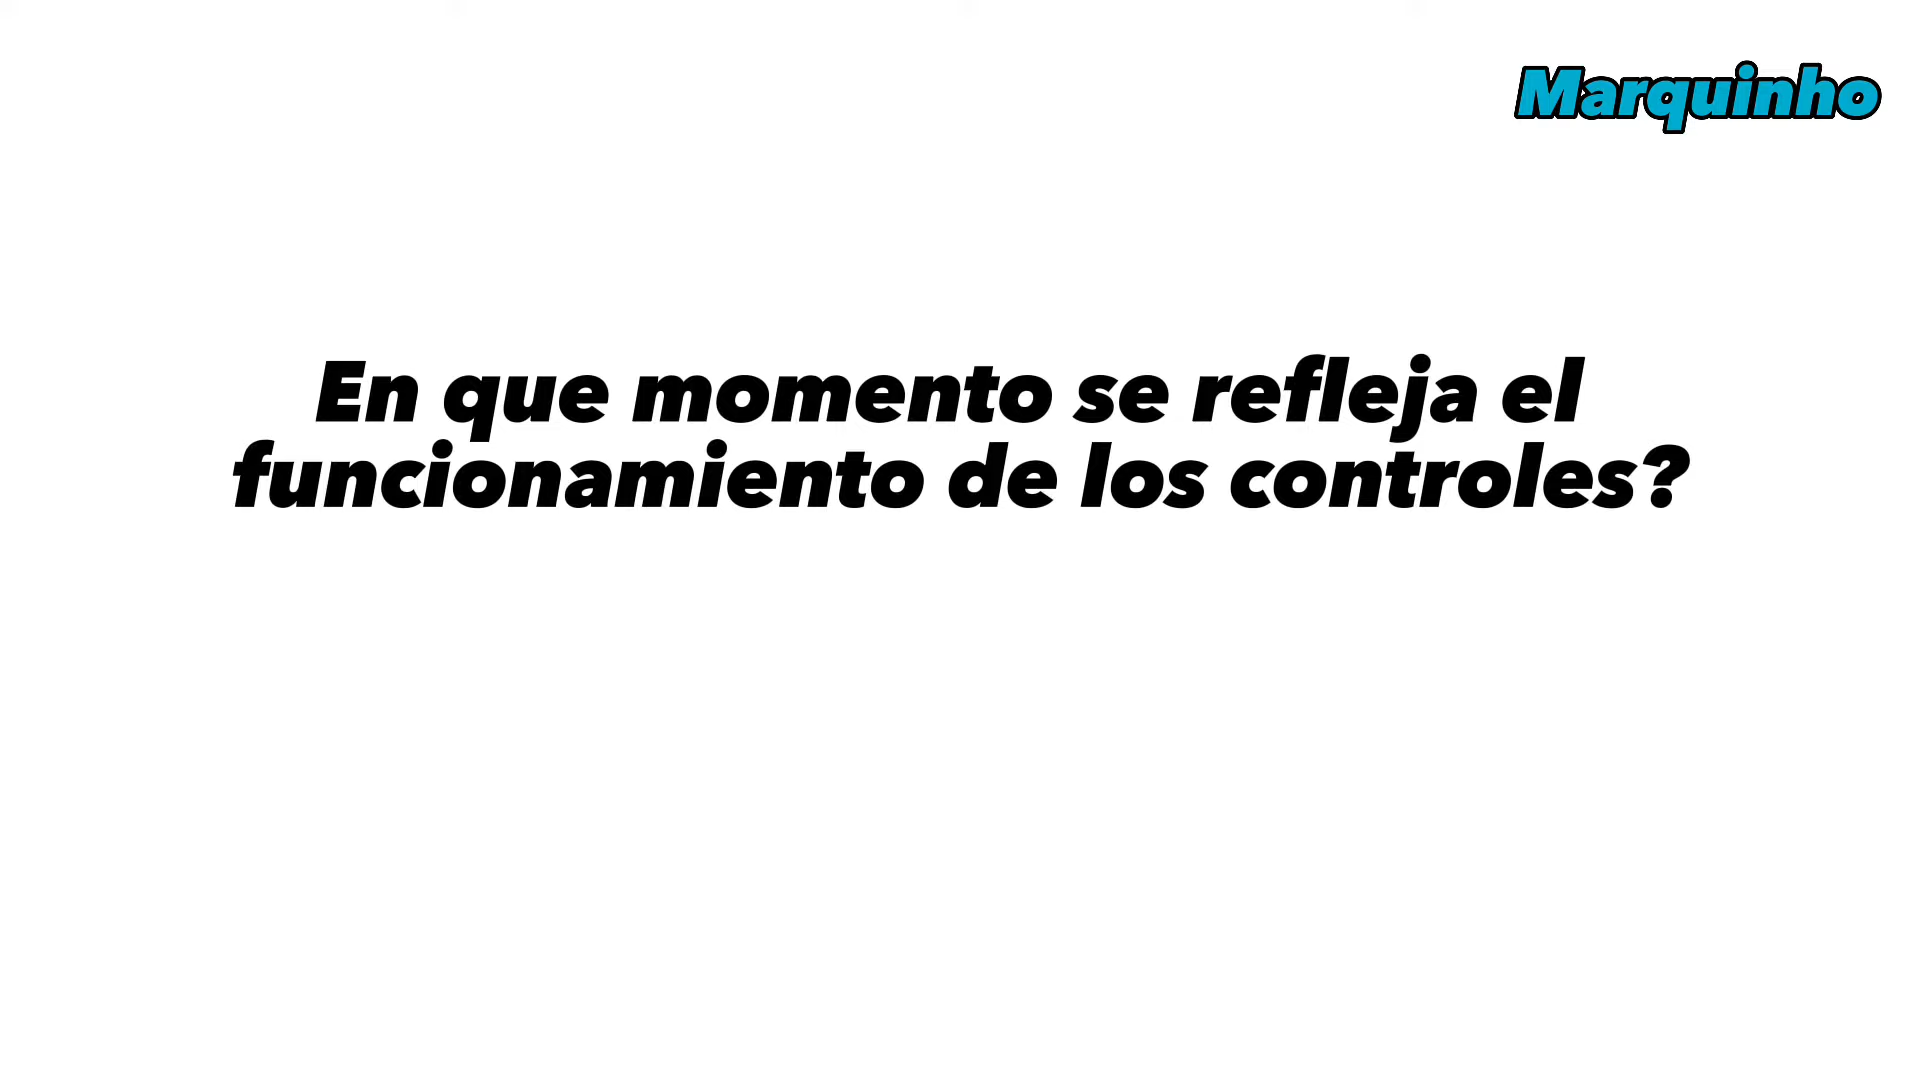 Marquinho
En que momento se refleja el
funcionamiento de los controles?